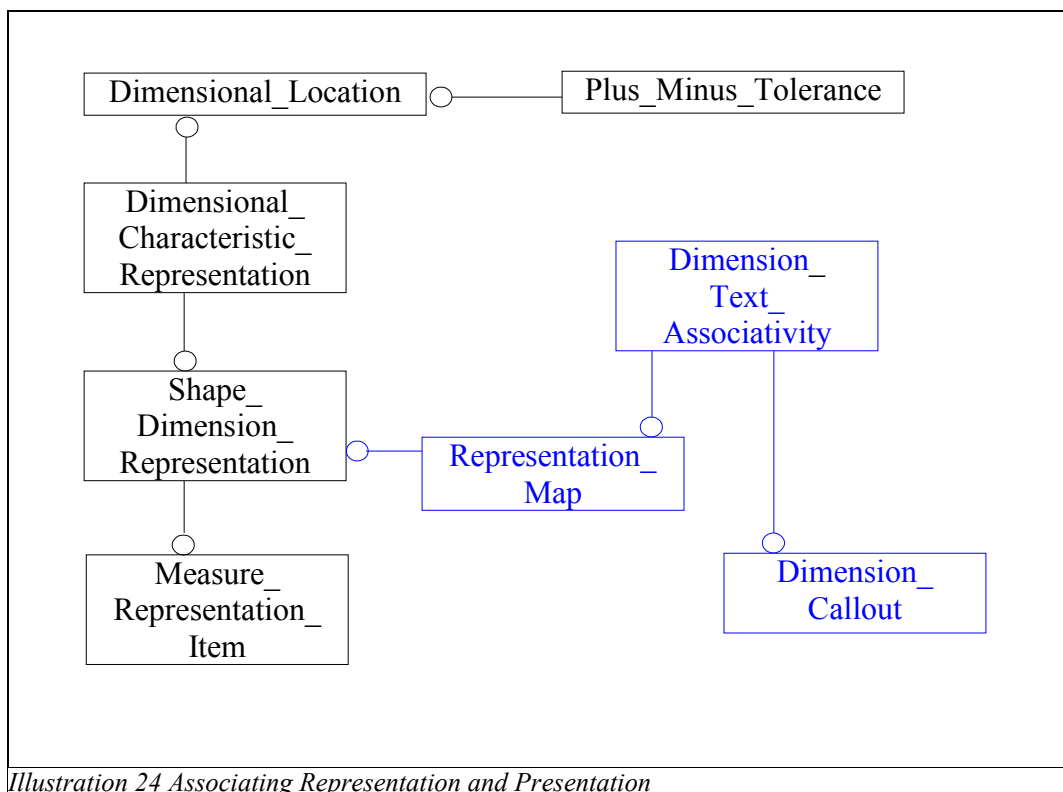 Dimensional_Location
Plus_Minus_Tolerance
Dimensional_
Characteristic_
Representation
Dimension_
Text_
Associativity
Shape_
Dimension_
Representation
Representation_
Map
Measure_
Representation_
Item
Dimension_
Callout
Illustration 24 Associating Representation and Presentation